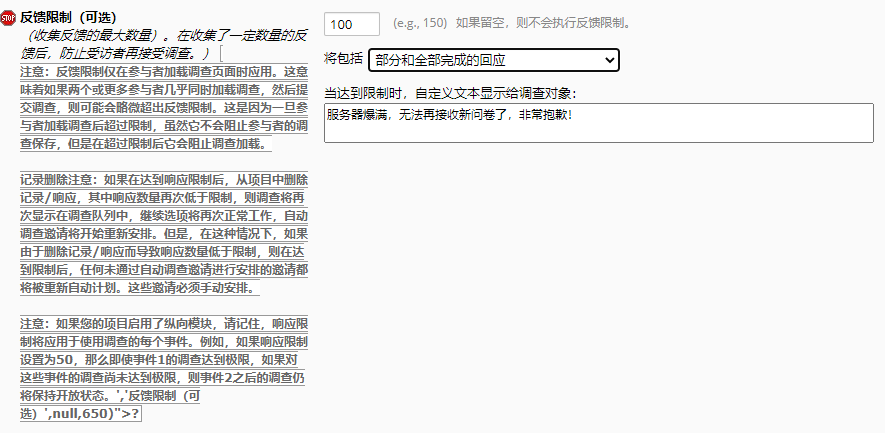 STOP 反馈限制（可选）
（收集反馈的最大数量）。在收集了一定数量的反
馈后，防止受访者再接受调查。）
注意：反馈限制仅在参与者加载调查页面时应用。这意
味着如果两个或更多参与者几乎同时加载调查，然后提
交调查，则可能会略微超出反馈限制。这是因为一旦参
与者加载调查后超过限制，虽然它不会阻止参与者的调
查保存，但是在超过限制后它会阻止调查加载。
记录删除注意：如果在达到响应限制后，从项目中删除
记录/响应，其中响应数量再次低于限制，则调查将再
次显示在调查队列中，继续选项将再次正常工作，自动
调查邀请将开始重新安排。但是，在这种情况下，如果
由于删除记录/响应而导致响应数量低于限制，则在达
到限制后，任何未通过自动调查邀请进行安排的邀请都
将被重新自动计划。这些邀请必须手动安排。
注意：如果您的项目启用了纵向模块，请记住，响应限
制将应用于使用调查的每个事件。例如，如果响应限制
设置为50，那么即使事件1的调查达到极限，如果对
这些事件的调查尚未达到极限，则事件2之后的调查仍
将保持开放状态。','反馈限制（可
选）',null,650)">?
100 (e.g., 150) 如果留空，则不会执行反馈限制。
将包括 部分和全部完成的回应
当达到限制时，自定义文本显示给调查对象：
服务器爆满，无法再接收新问卷了，非常抱歉！